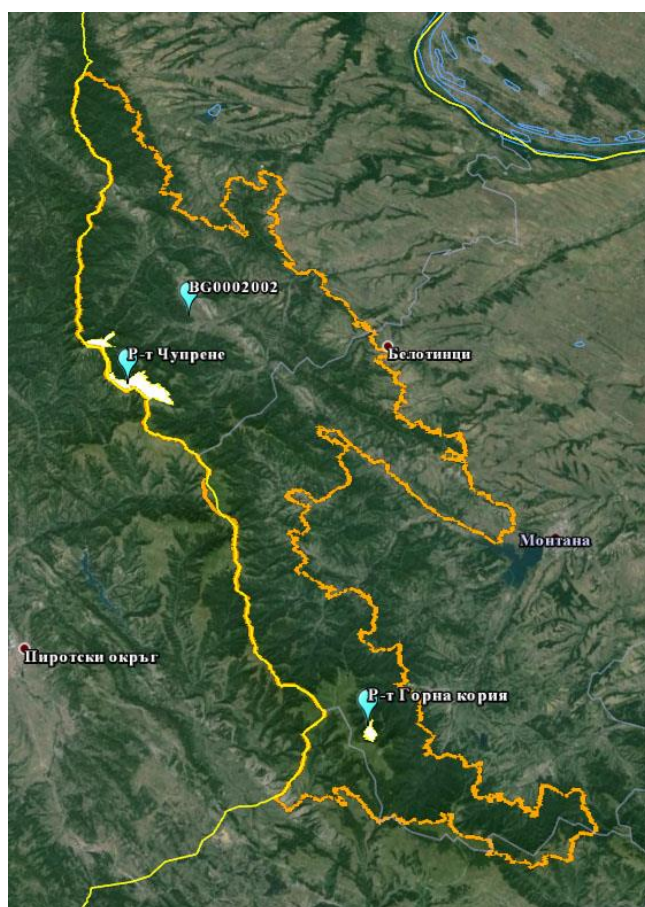 BG0002002
Р-т Чупрене
Белотинци
Монтана
Пиротски окръг
Р-т Горна кория